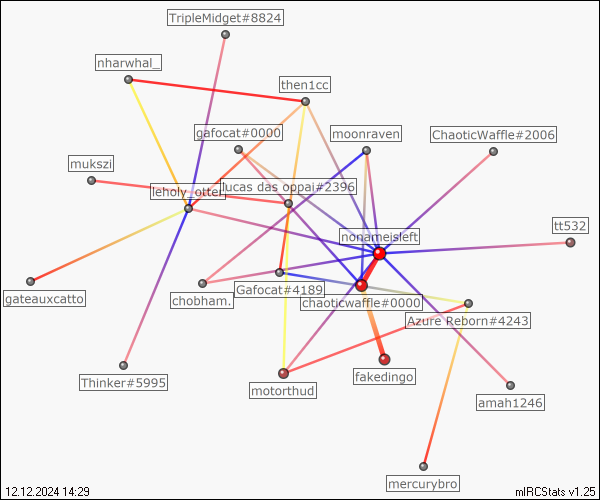 TripleMidget#8824
nharwhal_
then1cc
gafocat#0000
moonraven
ChaoticWaffle#2006
mukszi
leholy_otter
lucas das oppai#2396
tt532
nonameisleft
gateauxcatto
chobham.
Gafocat#4189
chaoticwaffle#0000
Azure Reborn#4243
Thinker#5995
motorthud
fakedingo
amah1246
mercurybro
12.12.2024 14:29
mIRCStats v1.25